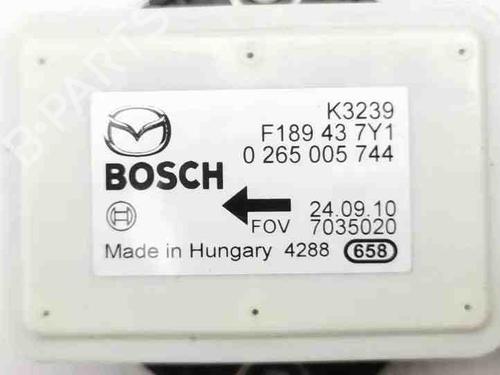 K3239
F189 43 7Y1
0 265 005 744
BOSCH
24.09.10
FOV 7035020
Made in Hungary 4288 658
B-PARTS